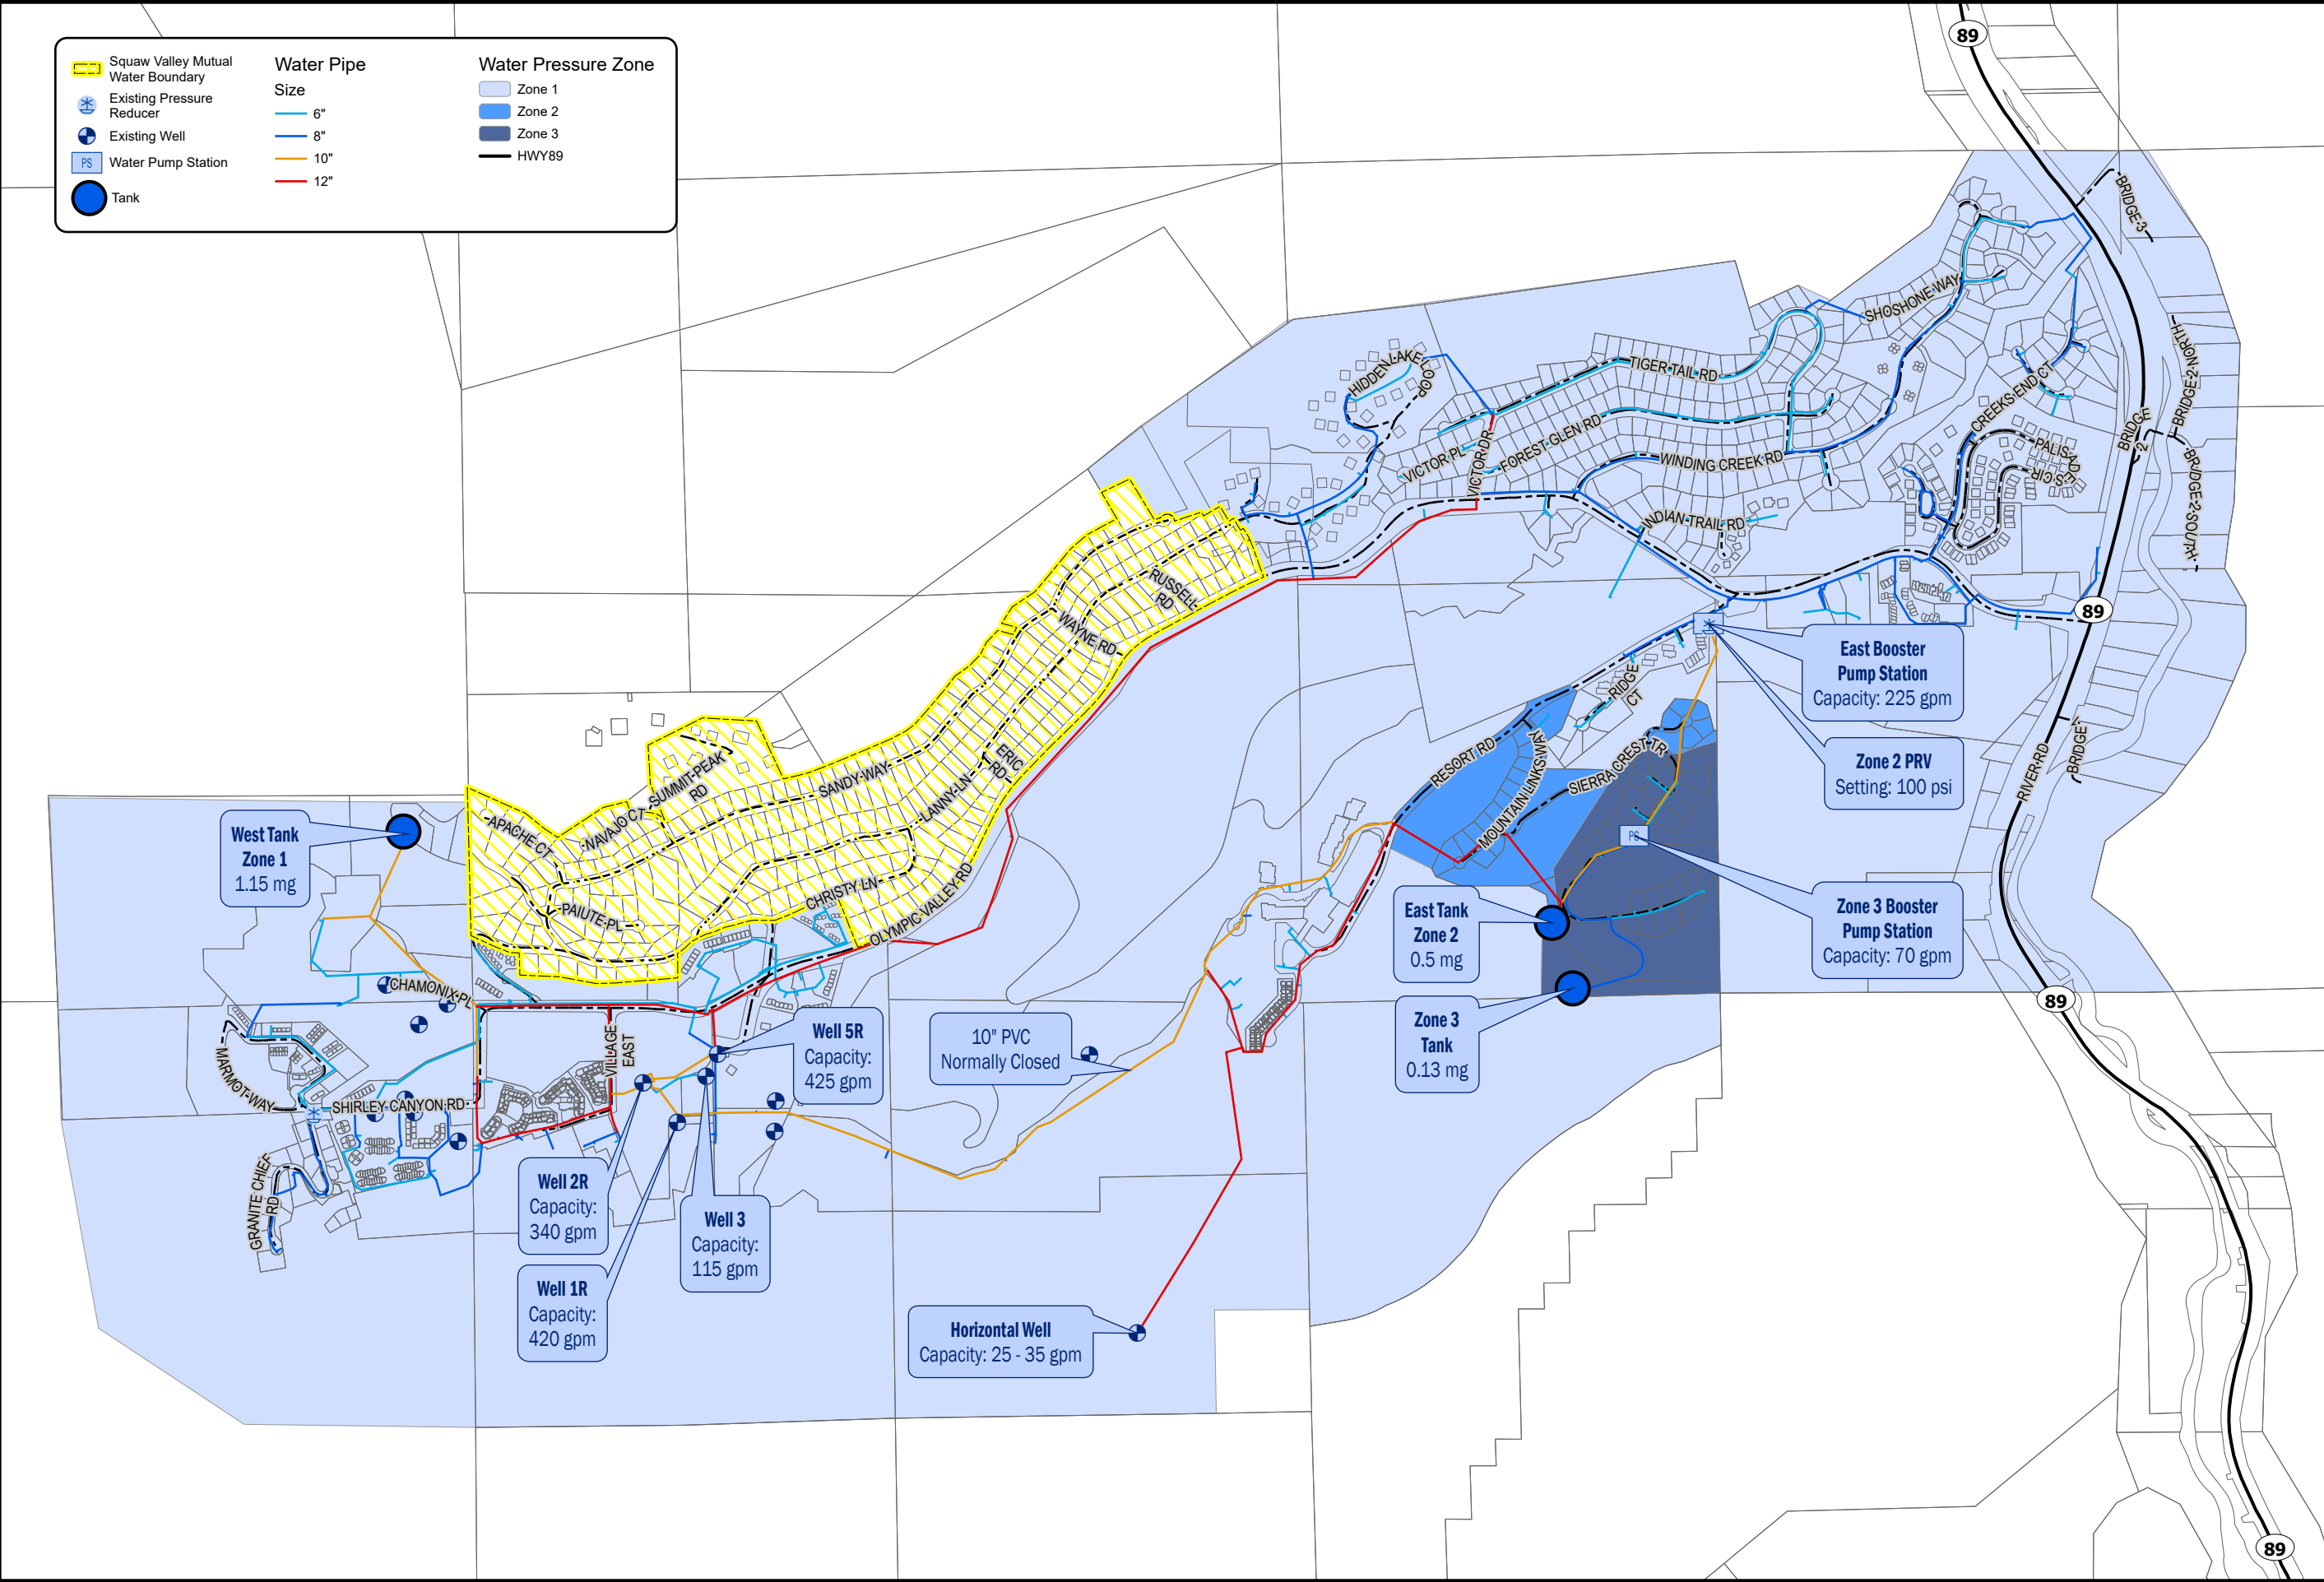 Squaw Valley Mutual
Water Boundary
Existing Pressure
Reducer
Existing Well
PS
Water Pump Station
Tank
Water Pipe
Size
6"
8"
10"
12"
Water Pressure Zone
Zone 1
Zone 2
Zone 3
HWY89
89
BRIDGE 3
SHOSHONE WAY
HIDDEN LAKE LOOP
TIGER TAIL RD
BRIDGE 2 NORTH
CREEKS END CT
BRIDGE
2
VICTOR PL
VICTOR DR
FOREST GLEN RD
WINDING CREEK RD
PALISADES CIR
BRIDGE 2 SOUTH
INDIAN TRAIL RD
RUSSELL
RD
WAYNE RD
89
East Booster
Pump Station
Capacity: 225 gpm
RIDGE
CT
Zone 2 PRV
Setting: 100 psi
RIVER RD
BRIDGE 1
RESORT RD
MOUNTAIN LINKS WAY
SIERRA CREST TR
ERIC
RD
SUMMIT PEAK
RD
SANDY WAY
LANNY LN
APACHE CT
NAVAJO CT
West Tank
Zone 1
1.15 mg
PS
PAIUTE PL
CHRISTY LN
OLYMPIC VALLEY RD
East Tank
Zone 2
0.5 mg
Zone 3 Booster
Pump Station
Capacity: 70 gpm
CHAMONIX PL
89
VILLAGE
EAST
Well 5R
Capacity:
425 gpm
10" PVC
Normally Closed
Zone 3
Tank
0.13 mg
MARMOT WAY
SHIRLEY CANYON RD
GRANITE CHIEF
RD
Well 2R
Capacity:
340 gpm
Well 3
Capacity:
115 gpm
Well 1R
Capacity:
420 gpm
Horizontal Well
Capacity: 25 - 35 gpm
89